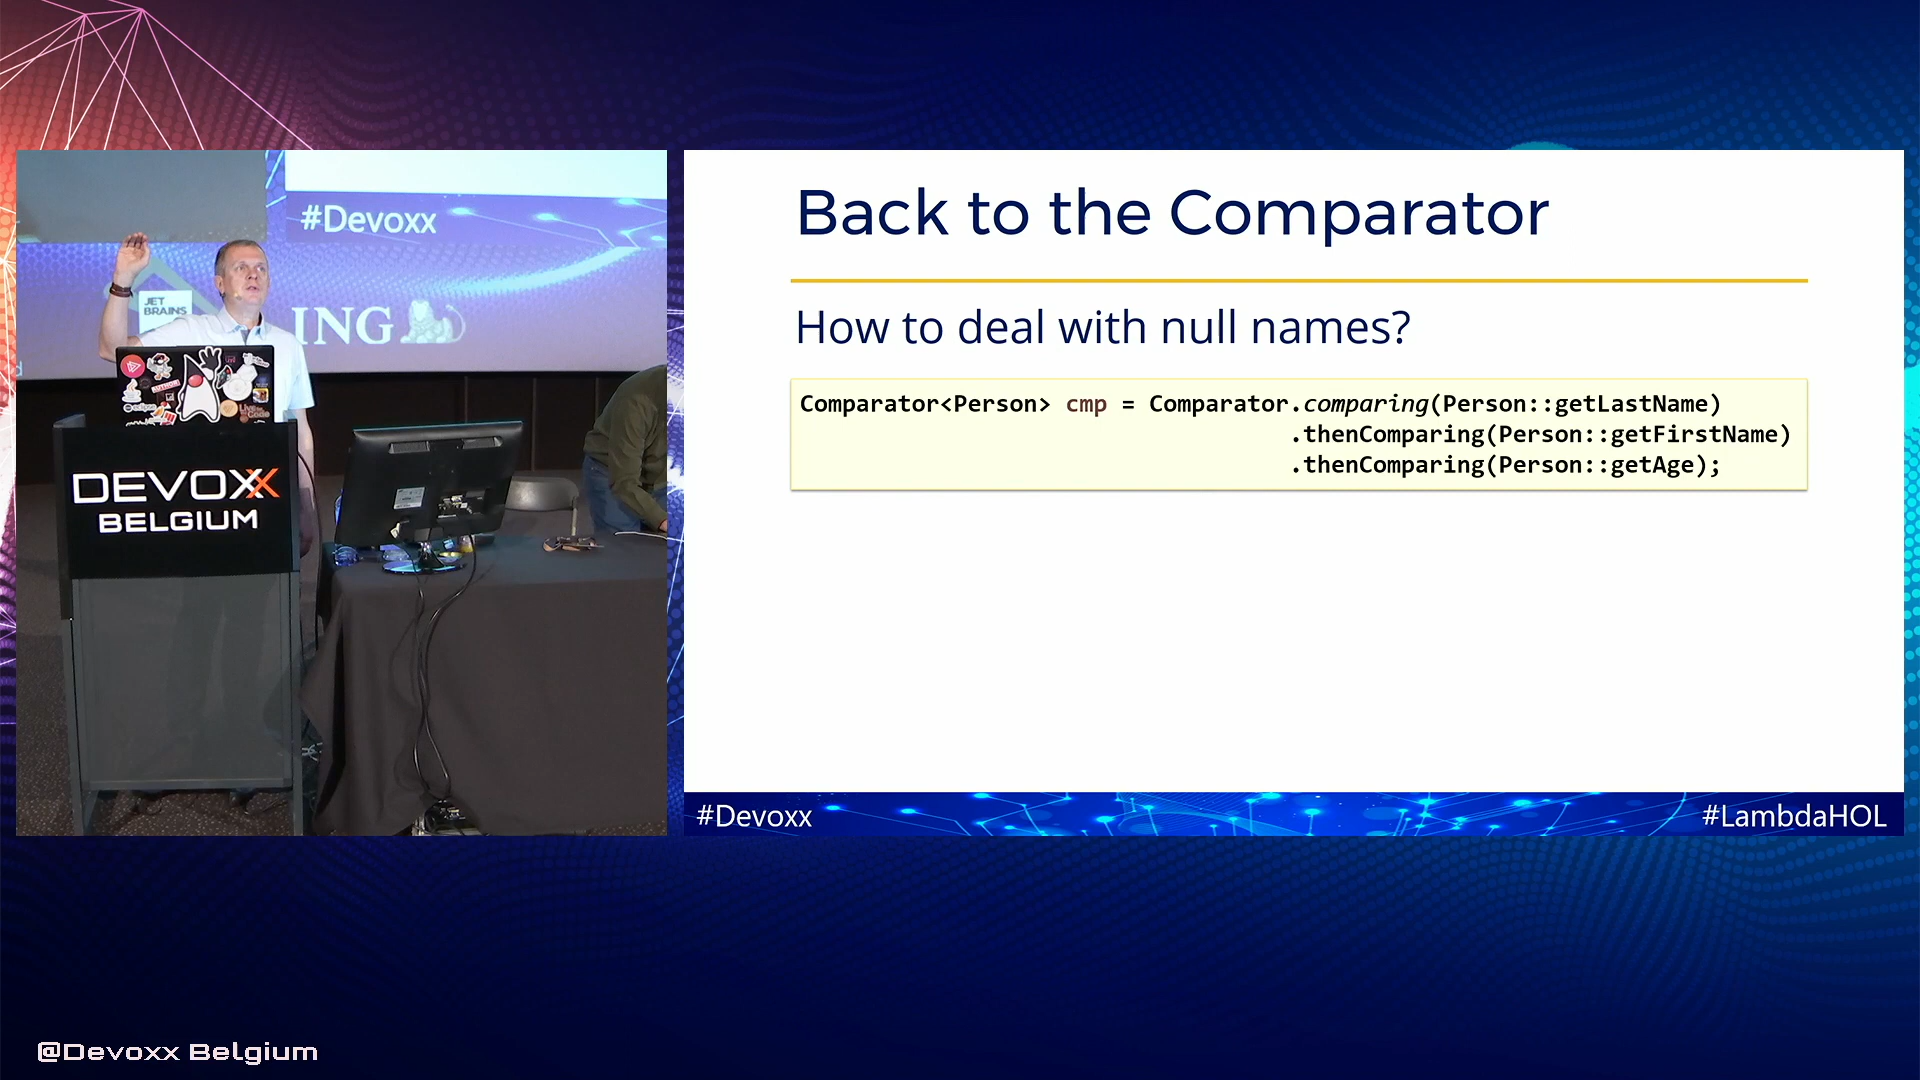 #Devoxx
JET
BRAINS
ING
DEVOXX
BELGIUM
Back to the Comparator
How to deal with null names?
Comparator<Person> cmp = Comparator.comparing(Person::getLastName)
.thenComparing(Person::getFirstName)
.thenComparing(Person::getAge);
#Devoxx
#LambdaHOL
@Devoxx Belgium